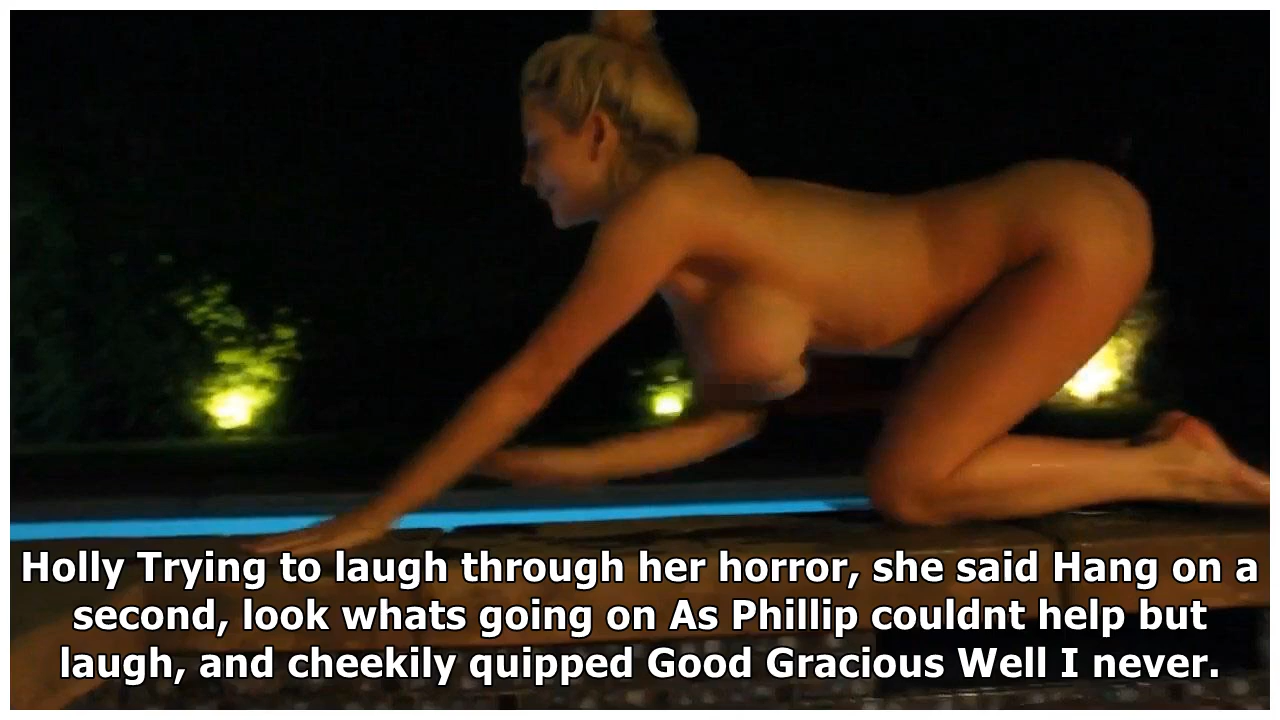 Holly Trying to laugh through her horror, she said Hang on a
second, look whats going on As Phillip couldnt help but
laugh, and cheekily quipped Good Gracious Well I never.